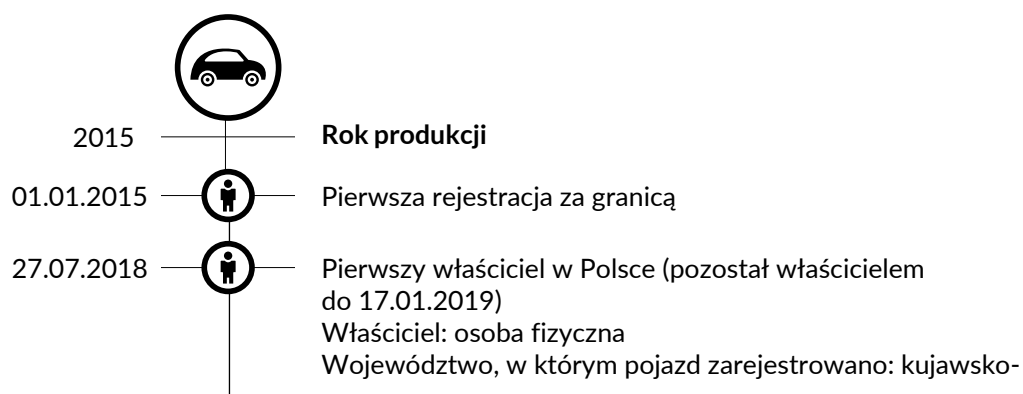 2015 Rok produkcji
01.01.2015 Pierwsza rejestracja za granicą
27.07.2018 Pierwszy właściciel w Polsce (pozostał właścicielem
do 17.01.2019)
Właściciel: osoba fizyczna
Województwo, w którym pojazd zarejestrowano: kujawsko-